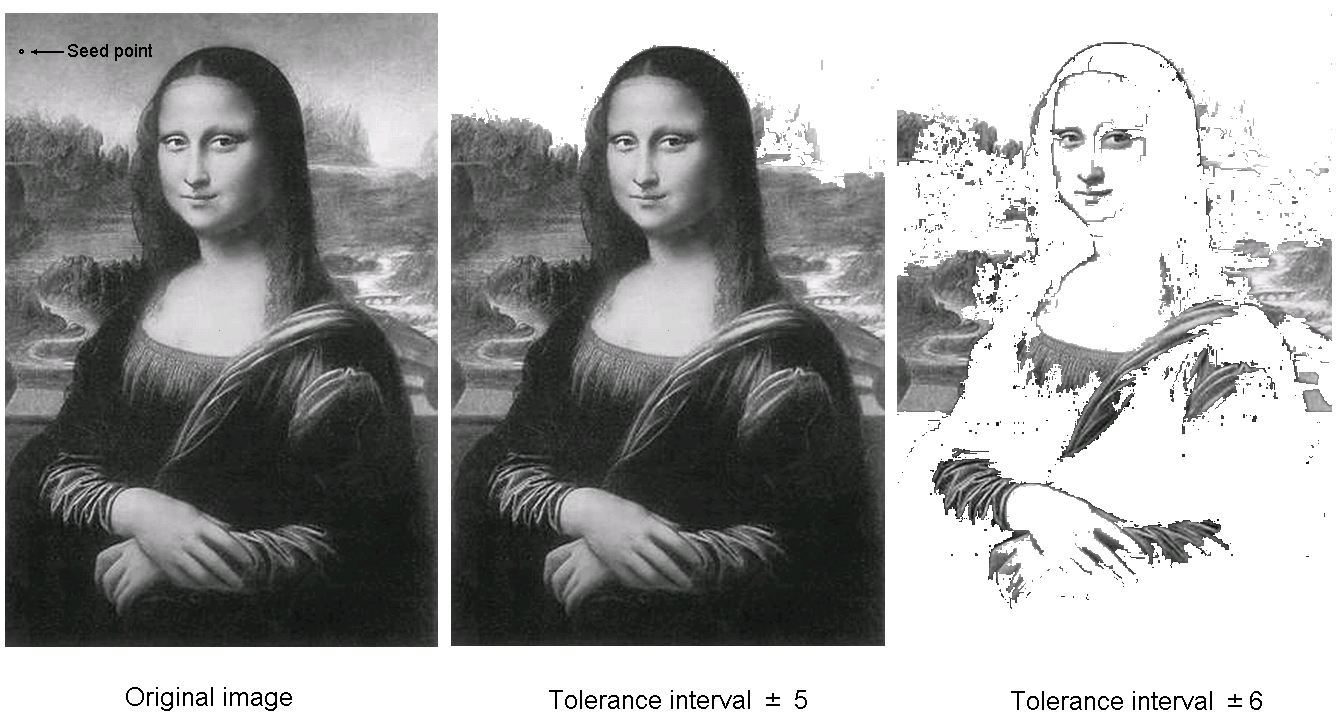 Seed point
Original image
Tolerance interval ± 5
Tolerance interval ± 6